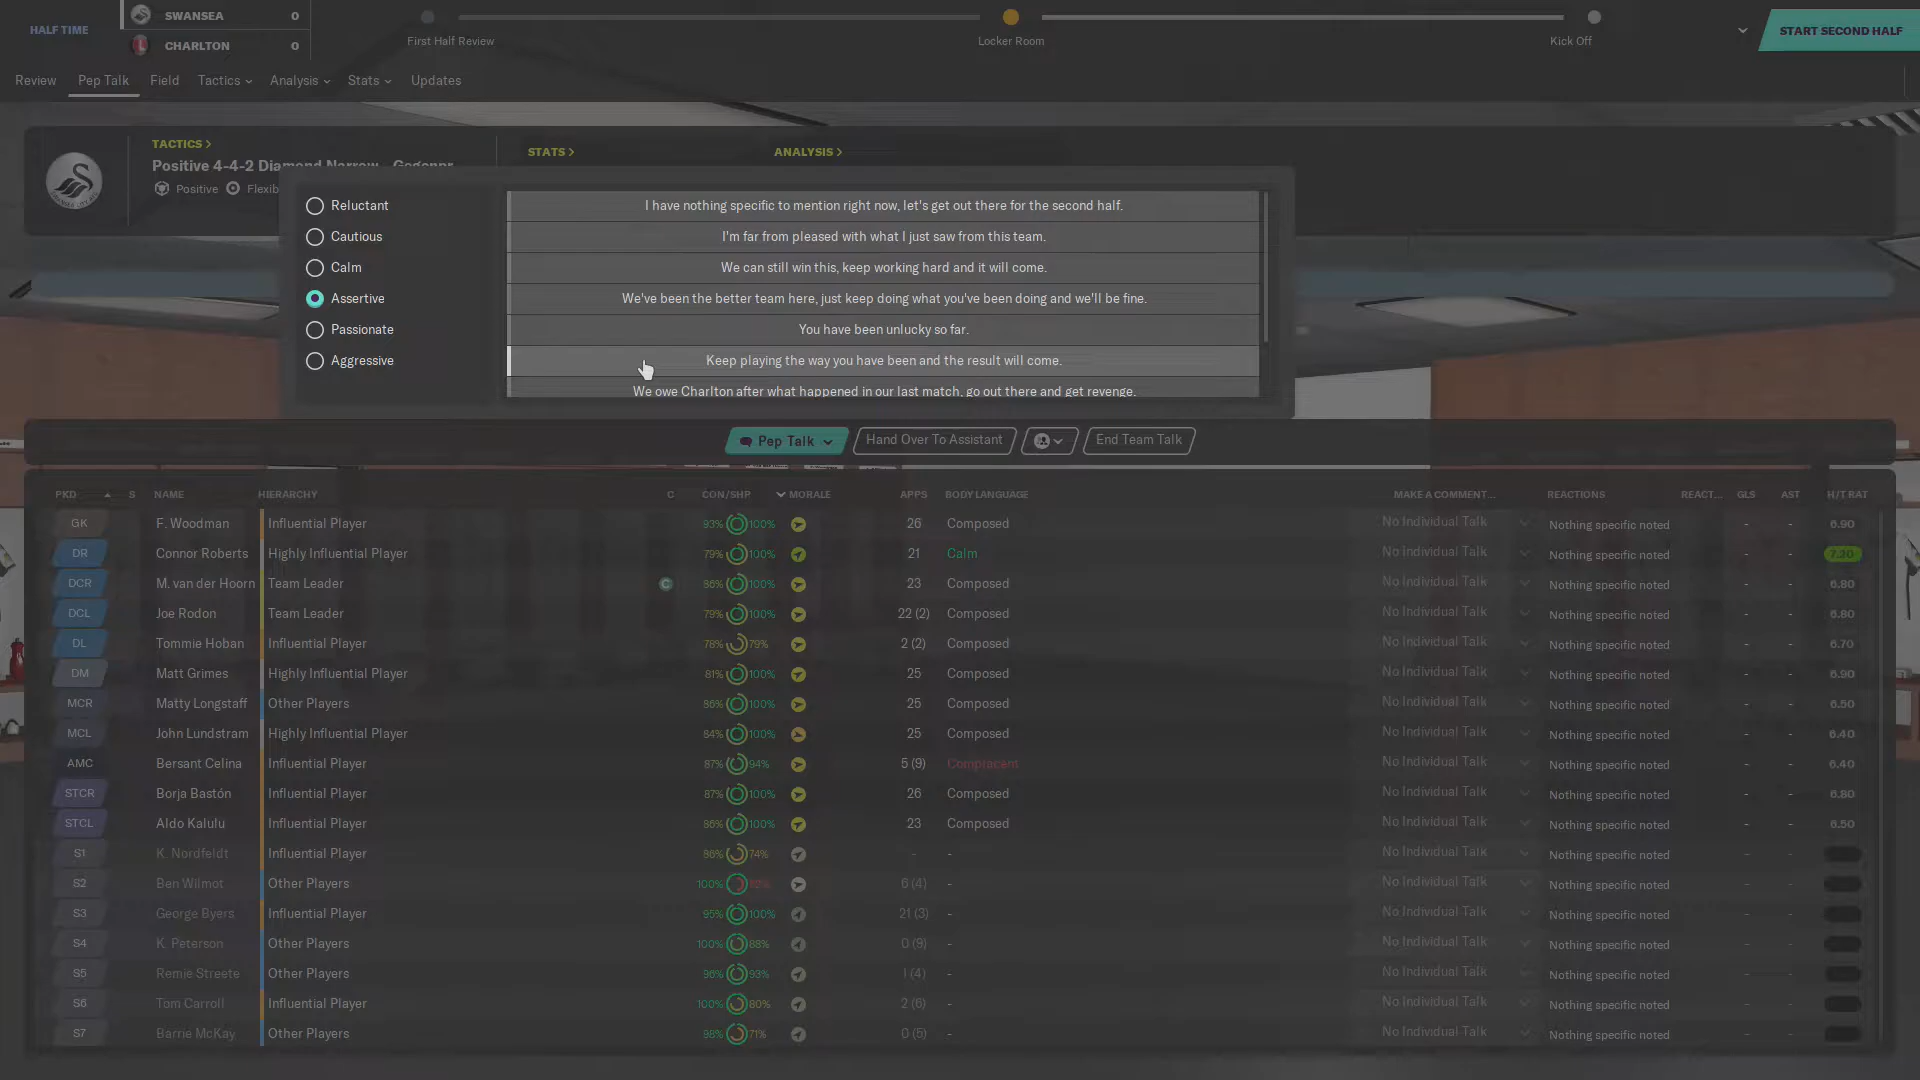 HALF TIME
SWANSEA 0
CHARLTON 0
First Half Review
Locker Room
Kick Off
START SECOND HALF
Review Pep Talk Field Tactics Analysis Stats Updates
TACTICS >
Positive 4-4-2 Diamond Narrow - Gegenpr
Positive Flexib
STATS >
ANALYSIS >
Reluctant
Cautious
Calm
Assertive
Passionate
Aggressive
I have nothing specific to mention right now, let's get out there for the second half.
I'm far from pleased with what I just saw from this team.
We can still win this, keep working hard and it will come.
We've been the better team here, just keep doing what you've been doing and we'll be fine.
You have been unlucky so far.
Keep playing the way you have been and the result will come.
We owe Charlton after what happened in our last match, go out there and get revenge.
Pep Talk Hand Over To Assistant End Team Talk
PKD S NAME HIERARCHY C CON/SHP MORALE APPS BODY LANGUAGE MAKE A COMMENT... REACTIONS REACT... GLS AST H/T RAT
GK F. Woodman Influential Player 93% 100% 26 Composed No Individual Talk Nothing specific noted - - 6.90
DR Connor Roberts Highly Influential Player 79% 100% 21 Calm No Individual Talk Nothing specific noted - - 7.20
DCR M. van der Hoorn Team Leader C 86% 100% 23 Composed No Individual Talk Nothing specific noted - - 6.80
DCL Joe Rodon Team Leader 79% 100% 22 (2) Composed No Individual Talk Nothing specific noted - - 6.80
DL Tommie Hoban Influential Player 78% 79% 2 (2) Composed No Individual Talk Nothing specific noted - - 6.70
DM Matt Grimes Highly Influential Player 81% 100% 25 Composed No Individual Talk Nothing specific noted - - 6.90
MCR Matty Longstaff Other Players 86% 100% 25 Composed No Individual Talk Nothing specific noted - - 6.50
MCL John Lundstram Highly Influential Player 84% 100% 25 Composed No Individual Talk Nothing specific noted - - 6.40
AMC Bersant Celina Influential Player 87% 94% 5 (9) Complacent No Individual Talk Nothing specific noted - - 6.40
STCR Borja Bastón Influential Player 87% 100% 26 Composed No Individual Talk Nothing specific noted - - 6.80
STCL Aldo Kalulu Influential Player 86% 100% 23 Composed No Individual Talk Nothing specific noted - - 6.50
S1 K. Nordfeldt Influential Player 74% - - No Individual Talk Nothing specific noted - -
S2 Ben Wilmot Other Players 100% 6 (4) - No Individual Talk Nothing specific noted - -
S3 George Byers Influential Player 95% 100% 21 (3) - No Individual Talk Nothing specific noted - -
S4 K. Peterson Other Players 100% 88% 0 (9) - No Individual Talk Nothing specific noted - -
S5 Remie Streete Other Players 93% 1 (4) - No Individual Talk Nothing specific noted - -
S6 Tom Carroll Influential Player 100% 80% 2 (6) - No Individual Talk Nothing specific noted - -
S7 Barrie McKay Other Players 71% 0 (5) - No Individual Talk Nothing specific noted - -